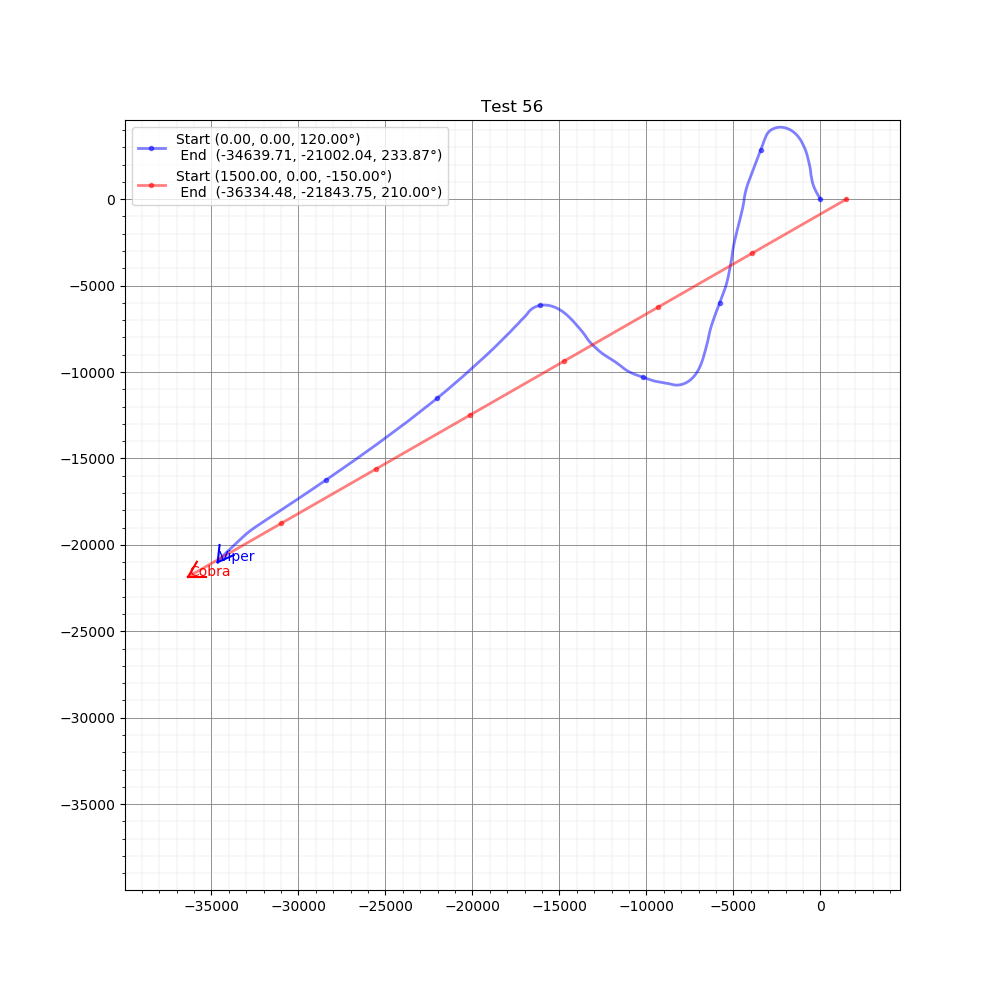 Test 56
Start (0.00, 0.00, 120.00°)
End (-34639.71, -21002.04, 233.87°)
Start (1500.00, 0.00, -150.00°)
End (-36334.48, -21843.75, 210.00°)
0
−5000
−10000
−15000
−20000
−25000
−30000
−35000
Viper
Cobra
−35000 −30000 −25000 −20000 −15000 −10000 −5000 0